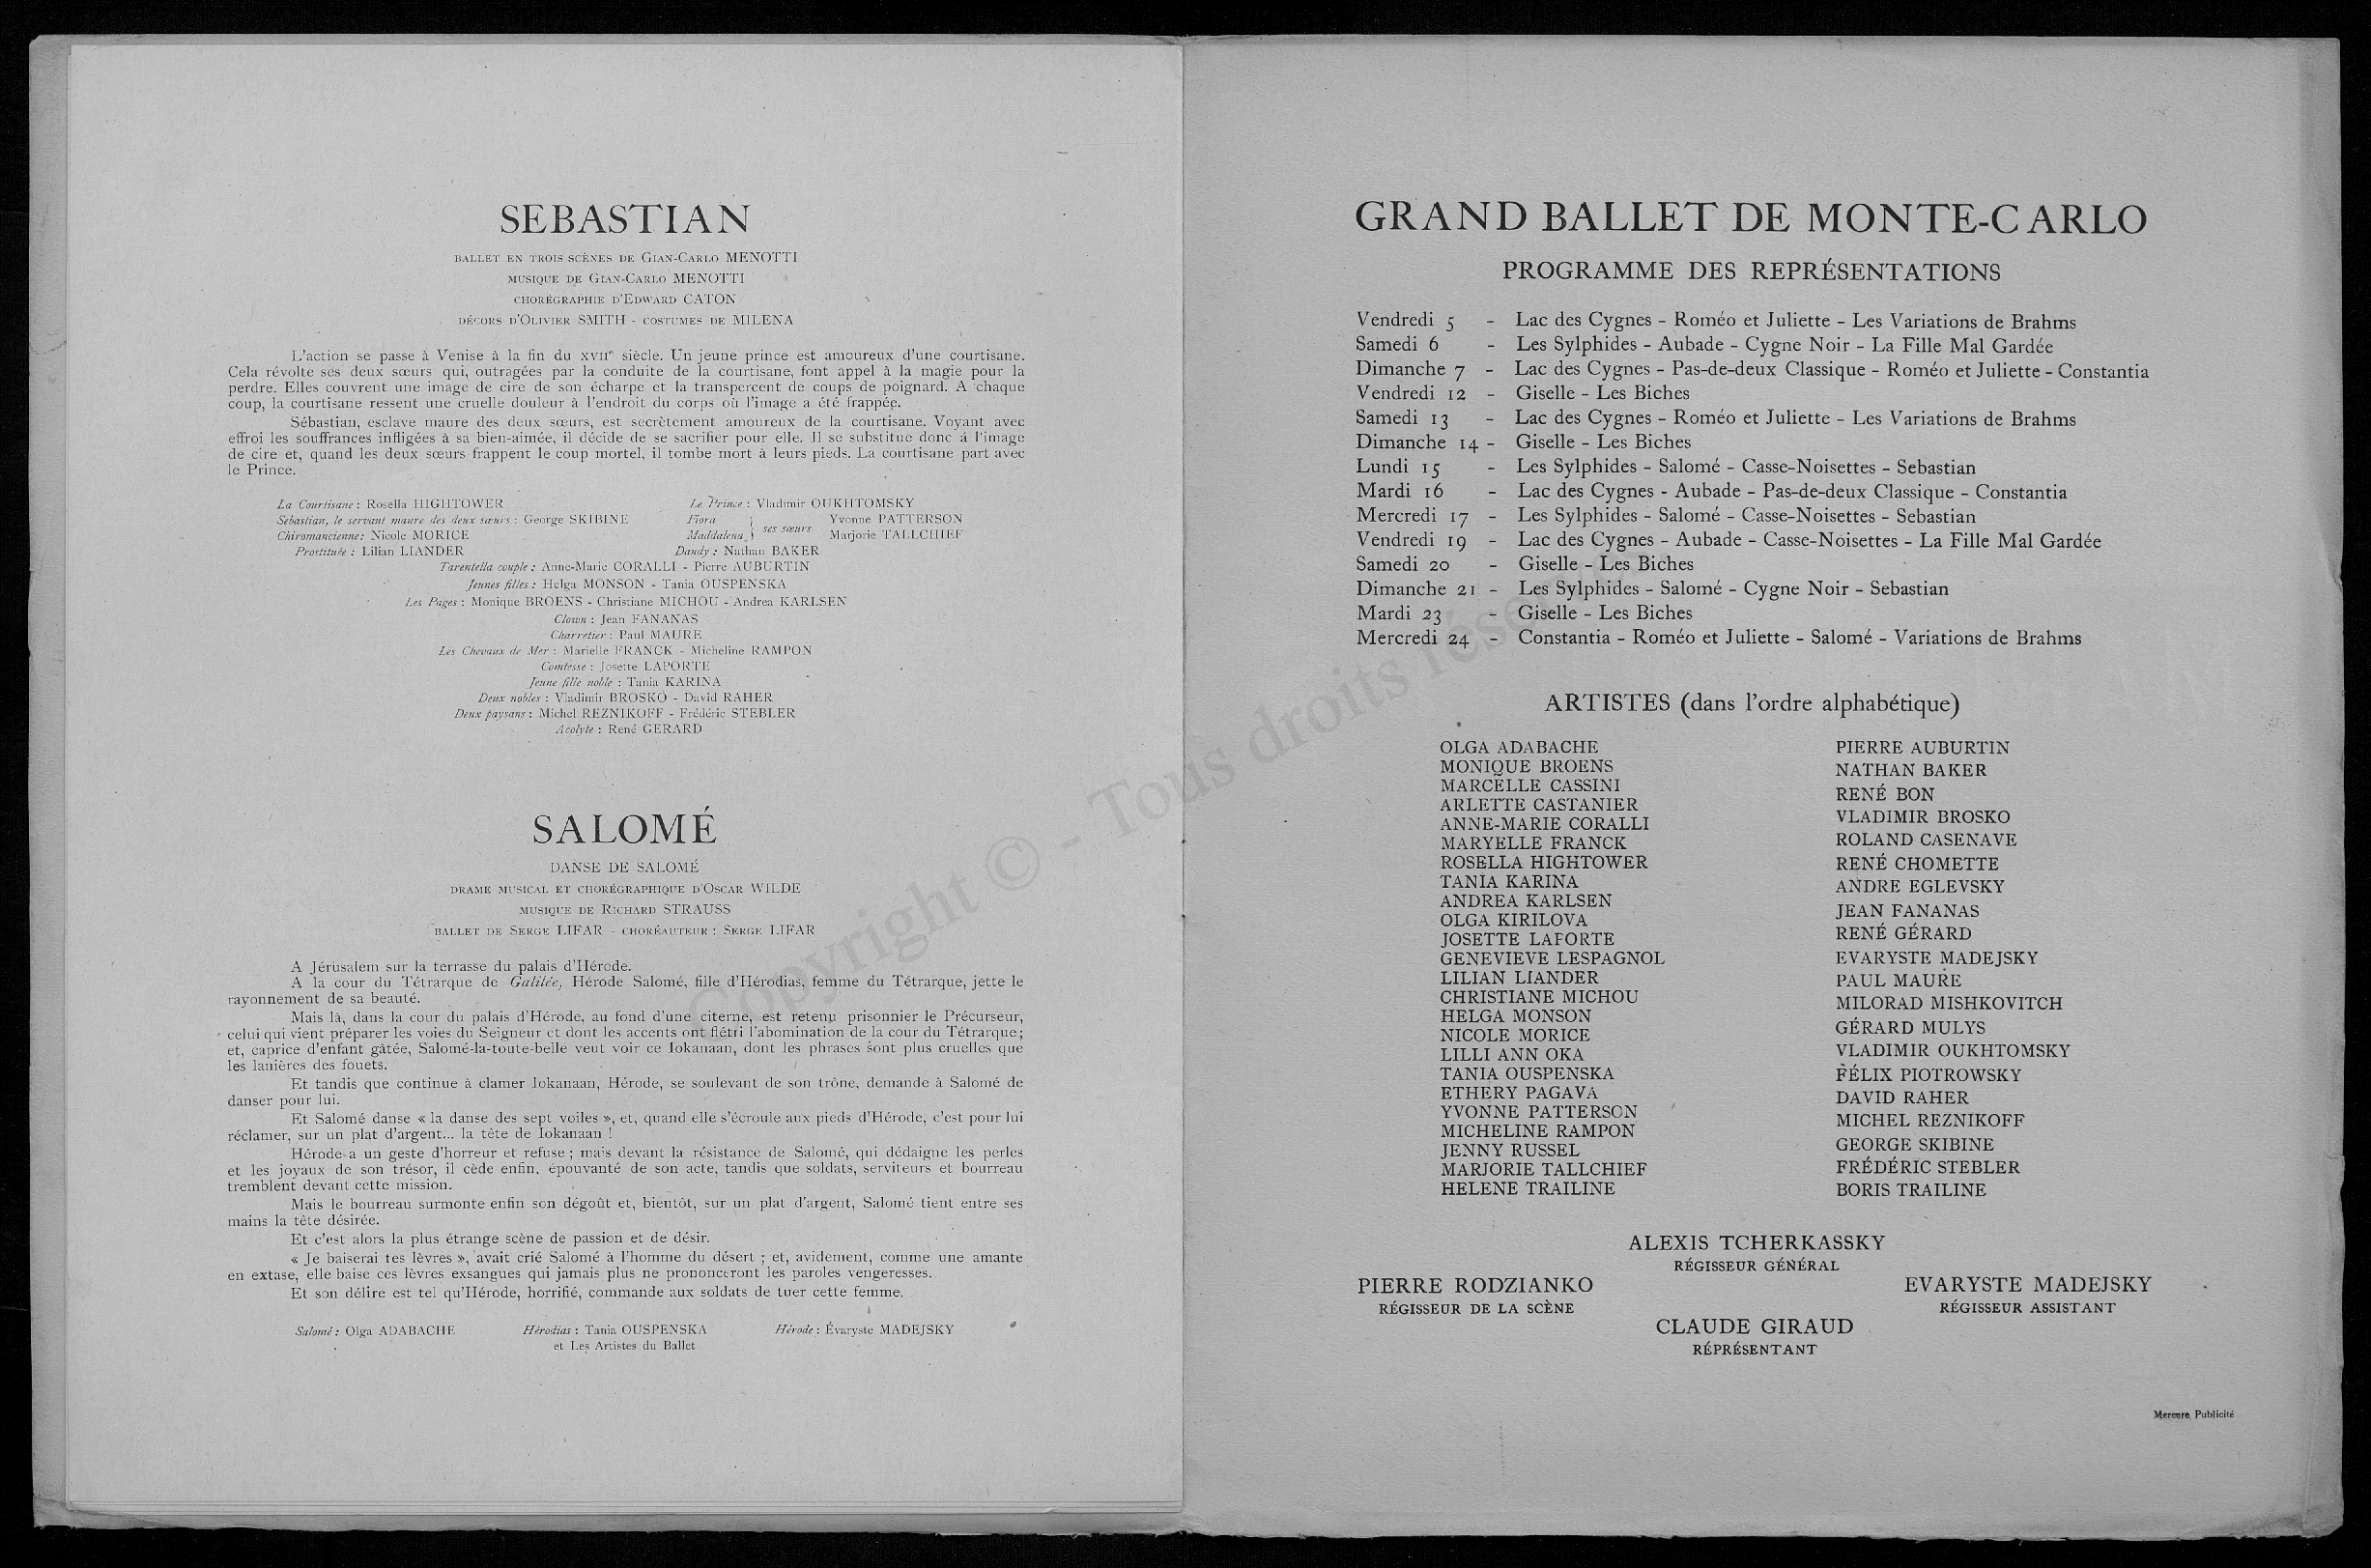 SEBASTIAN
BALLET EN TROIS SCÈNES DE GIAN-CARLO MENOTTI
MUSIQUE DE GIAN-CARLO MENOTTI
CHORÉGRAPHIE D'EDWARD CATON
DÉCORS D'OLIVIER SMITH - COSTUMES DE MILENA
L'action se passe à Venise à la fin du XVIIe siècle. Un jeune prince est amoureux d'une courtisane.
Cela révolte ses deux sœurs qui, outragées par la conduite de la courtisane, font appel à la magie pour la
perdre. Elles couvrent une image de cire de son écharpe et la transpercent de coups de poignard. A chaque
coup, la courtisane ressent une cruelle douleur à l'endroit du corps où l'image a été frappée.
Sébastian, esclave maure des deux sœurs, est secrètement amoureux de la courtisane. Voyant avec
effroi les souffrances infligées à sa bien-aimée, il décide de se sacrifier pour elle. Il se substitue donc à l'image
de cire et, quand les deux sœurs frappent le coup mortel, il tombe mort à leurs pieds. La courtisane part avec
le Prince.
La Courtisane : Rosella HIGHTOWER
Le Prince : Vladimir OUKHTOMSKY
Sebastian, le servant maure des deux sœurs : George SKIBINE
Flora } ses sœurs Yvonne PATTERSON
Chiromancienne : Nicole MORICE
Maddalena } Marjorie TALLCHIEF
Prostituée : Lilian LIANDER
Dandy : Nathan BAKER
Tarentella couple : Anne-Marie CORALLI - Pierre AUBURTIN
Jeunes filles : Helga MONSON - Tania OUSPENSKA
Les Pages : Monique BROENS - Christiane MICHOU - Andrea KARLSEN
Clown : Jean FANANAS
Charretier : Paul MAURE
Les Chevaux de Mer : Marielle FRANCK - Micheline RAMPON
Comtesse : Josette LAPORTE
Jeune fille noble : Tania KARINA
Deux nobles : Vladimir BROSKO - David RAHER
Deux paysans : Michel REZNIKOFF - Frédéric STEBLER
Acolyte : René GERARD
SALOMÉ
DANSE DE SALOMÉ
DRAME MUSICAL ET CHORÉGRAPHIQUE D'OSCAR WILDE
MUSIQUE DE RICHARD STRAUSS
BALLET DE SERGE LIFAR - CHORÉAUTEUR : SERGE LIFAR
A Jérusalem sur la terrasse du palais d'Hérode.
A la cour du Tétrarque de Galilée, Hérode Salomé, fille d'Hérodias, femme du Tétrarque, jette le
rayonnement de sa beauté.
Mais là, dans la cour du palais d'Hérode, au fond d'une citerne, est retenu prisonnier le Précurseur,
celui qui vient préparer les voies du Seigneur et dont les accents ont flétri l'abomination de la cour du Tétrarque ;
et, caprice d'enfant gâtée, Salomé-la-toute-belle veut voir ce Iokanaan, dont les phrases sont plus cruelles que
les lanières des fouets.
Et tandis que continue à clamer Iokanaan, Hérode, se soulevant de son trône, demande à Salomé de
danser pour lui.
Et Salomé danse « la danse des sept voiles », et, quand elle s'écroule aux pieds d'Hérode, c'est pour lui
réclamer, sur un plat d'argent... la tête de Iokanaan !
Hérode a un geste d'horreur et refuse ; mais devant la résistance de Salomé, qui dédaigne les perles
et les joyaux de son trésor, il cède enfin, épouvanté de son acte, tandis que soldats, serviteurs et bourreau
tremblent devant cette mission.
Mais le bourreau surmonte enfin son dégoût et, bientôt, sur un plat d'argent, Salomé tient entre ses
mains la tête désirée.
Et c'est alors la plus étrange scène de passion et de désir.
« Je baiserai tes lèvres », avait crié Salomé à l'homme du désert ; et, avidement, comme une amante
en extase, elle baise ces lèvres exsangues qui jamais plus ne prononceront les paroles vengeresses.
Et son délire est tel qu'Hérode, horrifié, commande aux soldats de tuer cette femme.
Salomé : Olga ADABACHE Hérodias : Tania OUSPENSKA Hérode : Évaryste MADEJSKY
et Les Artistes du Ballet
GRAND BALLET DE MONTE-CARLO
PROGRAMME DES REPRÉSENTATIONS
Vendredi 5 - Lac des Cygnes - Roméo et Juliette - Les Variations de Brahms
Samedi 6 - Les Sylphides - Aubade - Cygne Noir - La Fille Mal Gardée
Dimanche 7 - Lac des Cygnes - Pas-de-deux Classique - Roméo et Juliette - Constantia
Vendredi 12 - Giselle - Les Biches
Samedi 13 - Lac des Cygnes - Roméo et Juliette - Les Variations de Brahms
Dimanche 14 - Giselle - Les Biches
Lundi 15 - Les Sylphides - Salomé - Casse-Noisettes - Sebastian
Mardi 16 - Lac des Cygnes - Aubade - Pas-de-deux Classique - Constantia
Mercredi 17 - Les Sylphides - Salomé - Casse-Noisettes - Sebastian
Vendredi 19 - Lac des Cygnes - Aubade - Casse-Noisettes - La Fille Mal Gardée
Samedi 20 - Giselle - Les Biches
Dimanche 21 - Les Sylphides - Salomé - Cygne Noir - Sebastian
Mardi 23 - Giselle - Les Biches
Mercredi 24 - Constantia - Roméo et Juliette - Salomé - Variations de Brahms
ARTISTES (dans l'ordre alphabétique)
OLGA ADABACHE
MONIQUE BROENS
MARCELLE CASSINI
ARLETTE CASTANIER
ANNE-MARIE CORALLI
MARYELLE FRANCK
ROSELLA HIGHTOWER
TANIA KARINA
ANDREA KARLSEN
OLGA KIRILOVA
JOSETTE LAPORTE
GENEVIEVE LESPAGNOL
LILIAN LIANDER
CHRISTIANE MICHOU
HELGA MONSON
NICOLE MORICE
LILLI ANN OKA
TANIA OUSPENSKA
ETHERY PAGAVA
YVONNE PATTERSON
MICHELINE RAMPON
JENNY RUSSEL
MARJORIE TALLCHIEF
HELENE TRAILINE
PIERRE AUBURTIN
NATHAN BAKER
RENÉ BON
VLADIMIR BROSKO
ROLAND CASENAVE
RENÉ CHOMETTE
ANDRE EGLEVSKY
JEAN FANANAS
RENÉ GÉRARD
EVARYSTE MADEJSKY
PAUL MAURE
MILORAD MISHKOVITCH
GÉRARD MULYS
VLADIMIR OUKHTOMSKY
FÉLIX PIOTROWSKY
DAVID RAHER
MICHEL REZNIKOFF
GEORGE SKIBINE
FRÉDÉRIC STEBLER
BORIS TRAILINE
ALEXIS TCHERKASSKY
RÉGISSEUR GÉNÉRAL
PIERRE RODZIANKO
RÉGISSEUR DE LA SCÈNE
EVARYSTE MADEJSKY
RÉGISSEUR ASSISTANT
CLAUDE GIRAUD
RÉPRÉSENTANT
Mercure Publicité
Copyright © - Tous droits réser